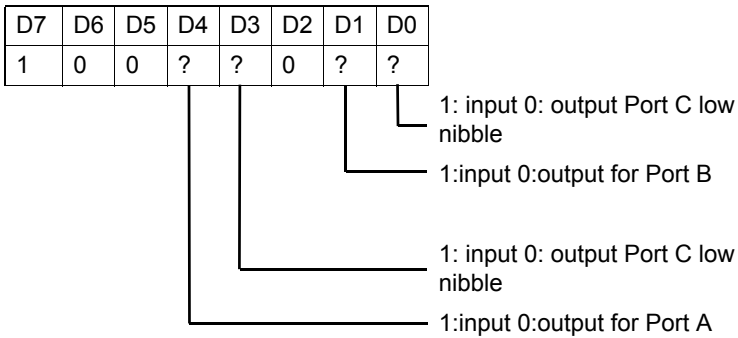 D7 D6 D5 D4 D3 D2 D1 D0
1 0 0 ? ? 0 ? ?
1: input 0: output Port C low
nibble
1:input 0:output for Port B
1: input 0: output Port C low
nibble
1:input 0:output for Port A